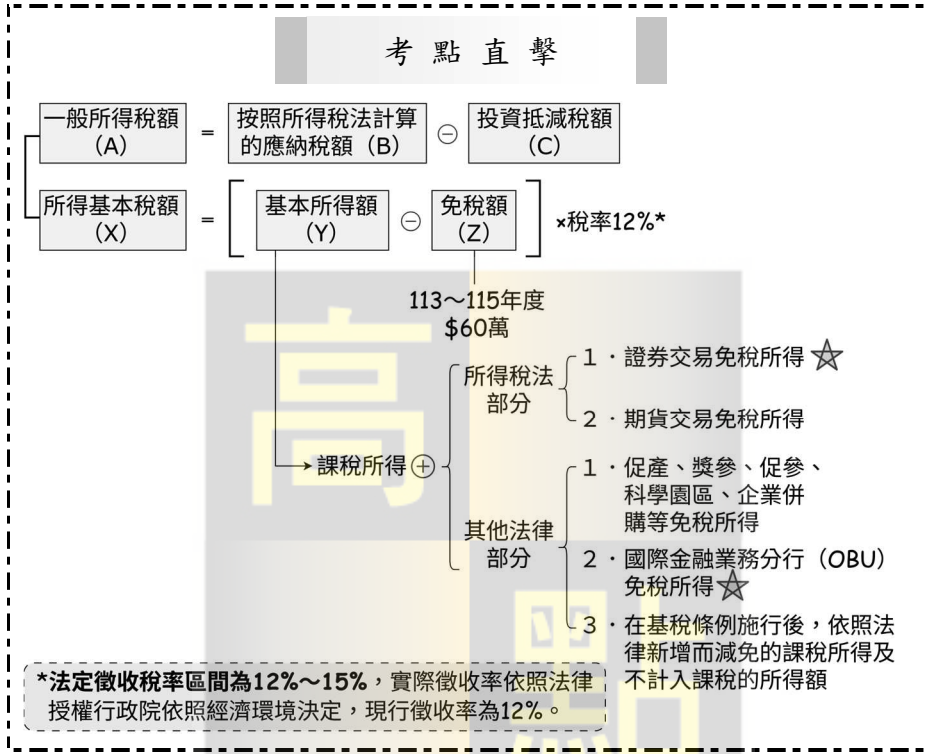 考點直擊
一般所得稅額
（A）
=
按照所得稅法計算
的應納稅額（B）
⊖
投資抵減稅額
（C）
所得基本稅額
（X）
=
基本所得額
（Y）
⊖
免稅額
（Z）
×稅率12%*
113～115年度
$60萬
課稅所得⊕
所得稅法
部分
1．證券交易免稅所得☆
2．期貨交易免稅所得
其他法律
部分
1．促產、獎參、促參、
科學園區、企業併
購等免稅所得
2．國際金融業務分行（OBU）
免稅所得☆
3．在基稅條例施行後，依照法
律新增而減免的課稅所得及
不計入課稅的所得額
*法定徵收稅率區間為12%～15%，實際徵收率依照法律
授權行政院依照經濟環境決定，現行徵收率為12%。
高
點